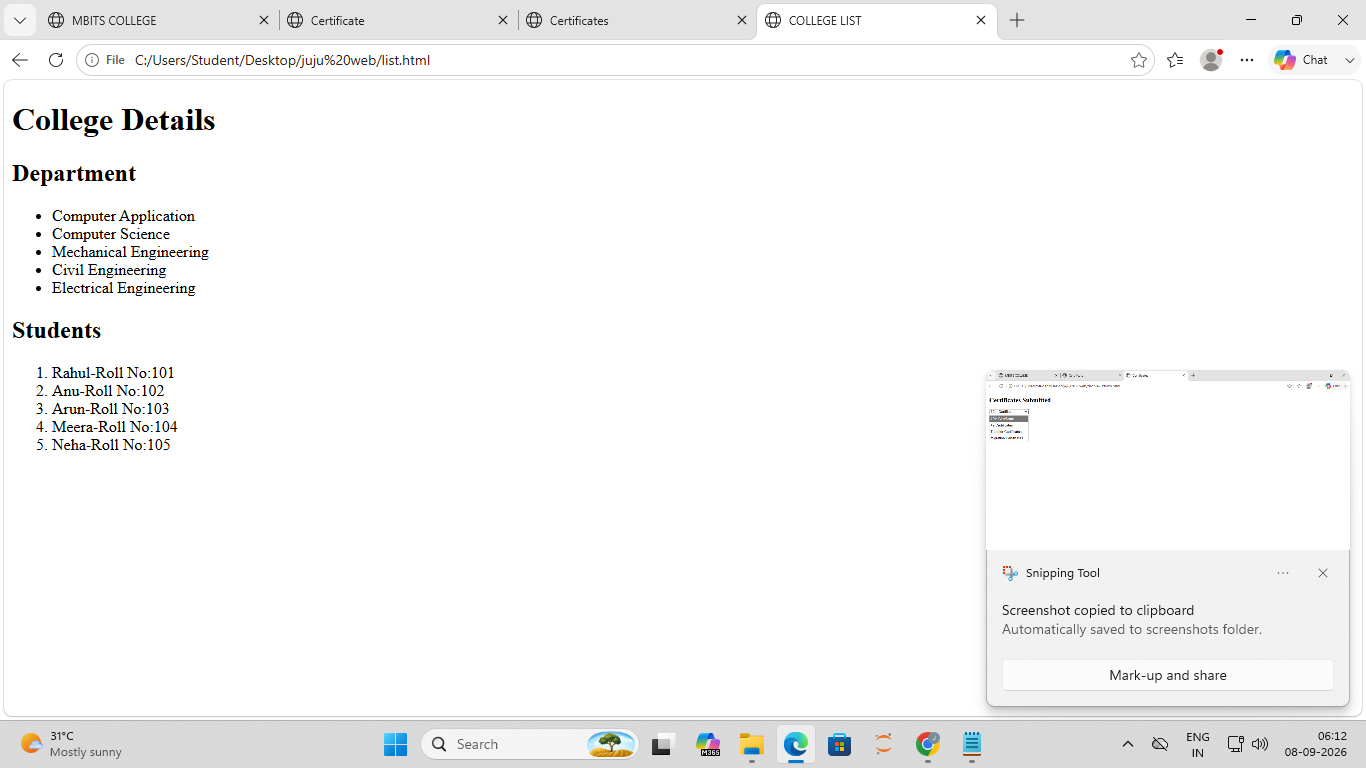 MBITS COLLEGE
Certificate
Certificates
COLLEGE LIST
File C:/Users/Student/Desktop/juju%20web/list.html
Chat
College Details
Department
• Computer Application
• Computer Science
• Mechanical Engineering
• Civil Engineering
• Electrical Engineering
Students
1. Rahul-Roll No:101
2. Anu-Roll No:102
3. Arun-Roll No:103
4. Meera-Roll No:104
5. Neha-Roll No:105
Certificates Submitted
Snipping Tool
Screenshot copied to clipboard
Automatically saved to screenshots folder.
Mark-up and share
31°C
Mostly sunny
Search
M365
ENG
IN
06:12
08-09-2026